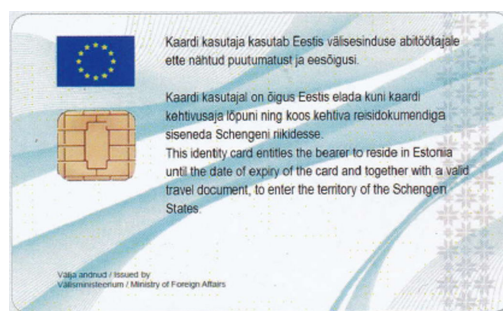 Kaardi kasutaja kasutab Eestis välisesinduse abitöötajale
ette nähtud puutumatust ja eesõigusi.
Kaardi kasutajal on õigus Eestis elada kuni kaardi
kehtivusaja lõpuni ning koos kehtiva reisidokumendiga
siseneda Schengeni riikidesse.
This identity card entitles the bearer to reside in Estonia
until the date of expiry of the card and together with a valid
travel document, to enter the territory of the Schengen
States.
Välja andnud / Issued by
Välisministeerium / Ministry of Foreign Affairs